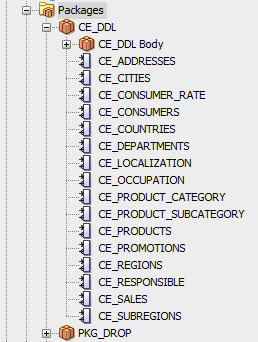 Packages
CE_DDL
CE_DDL Body
CE_ADDRESSES
CE_CITIES
CE_CONSUMER_RATE
CE_CONSUMERS
CE_COUNTRIES
CE_DEPARTMENTS
CE_LOCALIZATION
CE_OCCUPATION
CE_PRODUCT_CATEGORY
CE_PRODUCT_SUBCATEGORY
CE_PRODUCTS
CE_PROMOTIONS
CE_REGIONS
CE_RESPONSIBLE
CE_SALES
CE_SUBREGIONS
PKG_DROP